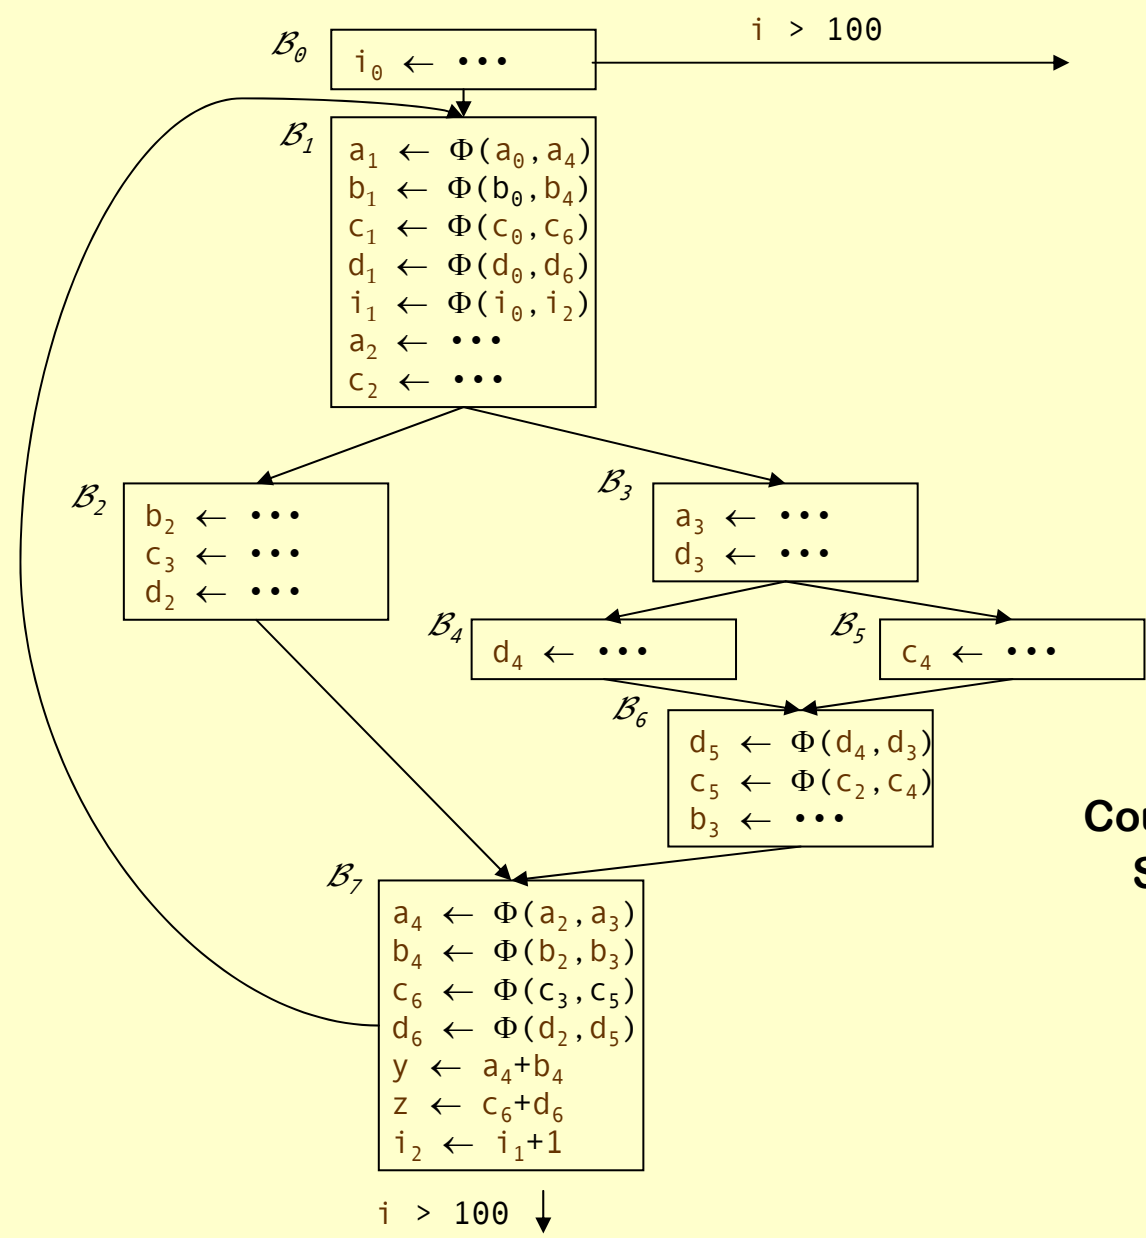 i > 100
B₀
i₀ ← •••
B₁
a₁ ← Φ(a₀,a₄)
b₁ ← Φ(b₀,b₄)
c₁ ← Φ(c₀,c₆)
d₁ ← Φ(d₀,d₆)
i₁ ← Φ(i₀,i₂)
a₂ ← •••
c₂ ← •••
B₂
b₂ ← •••
c₃ ← •••
d₂ ← •••
B₃
a₃ ← •••
d₃ ← •••
B₄
d₄ ← •••
B₅
c₄ ← •••
B₆
d₅ ← Φ(d₄,d₃)
c₅ ← Φ(c₂,c₄)
b₃ ← •••
B₇
a₄ ← Φ(a₂,a₃)
b₄ ← Φ(b₂,b₃)
c₆ ← Φ(c₃,c₅)
d₆ ← Φ(d₂,d₅)
y ← a₄+b₄
z ← c₆+d₆
i₂ ← i₁+1
i > 100